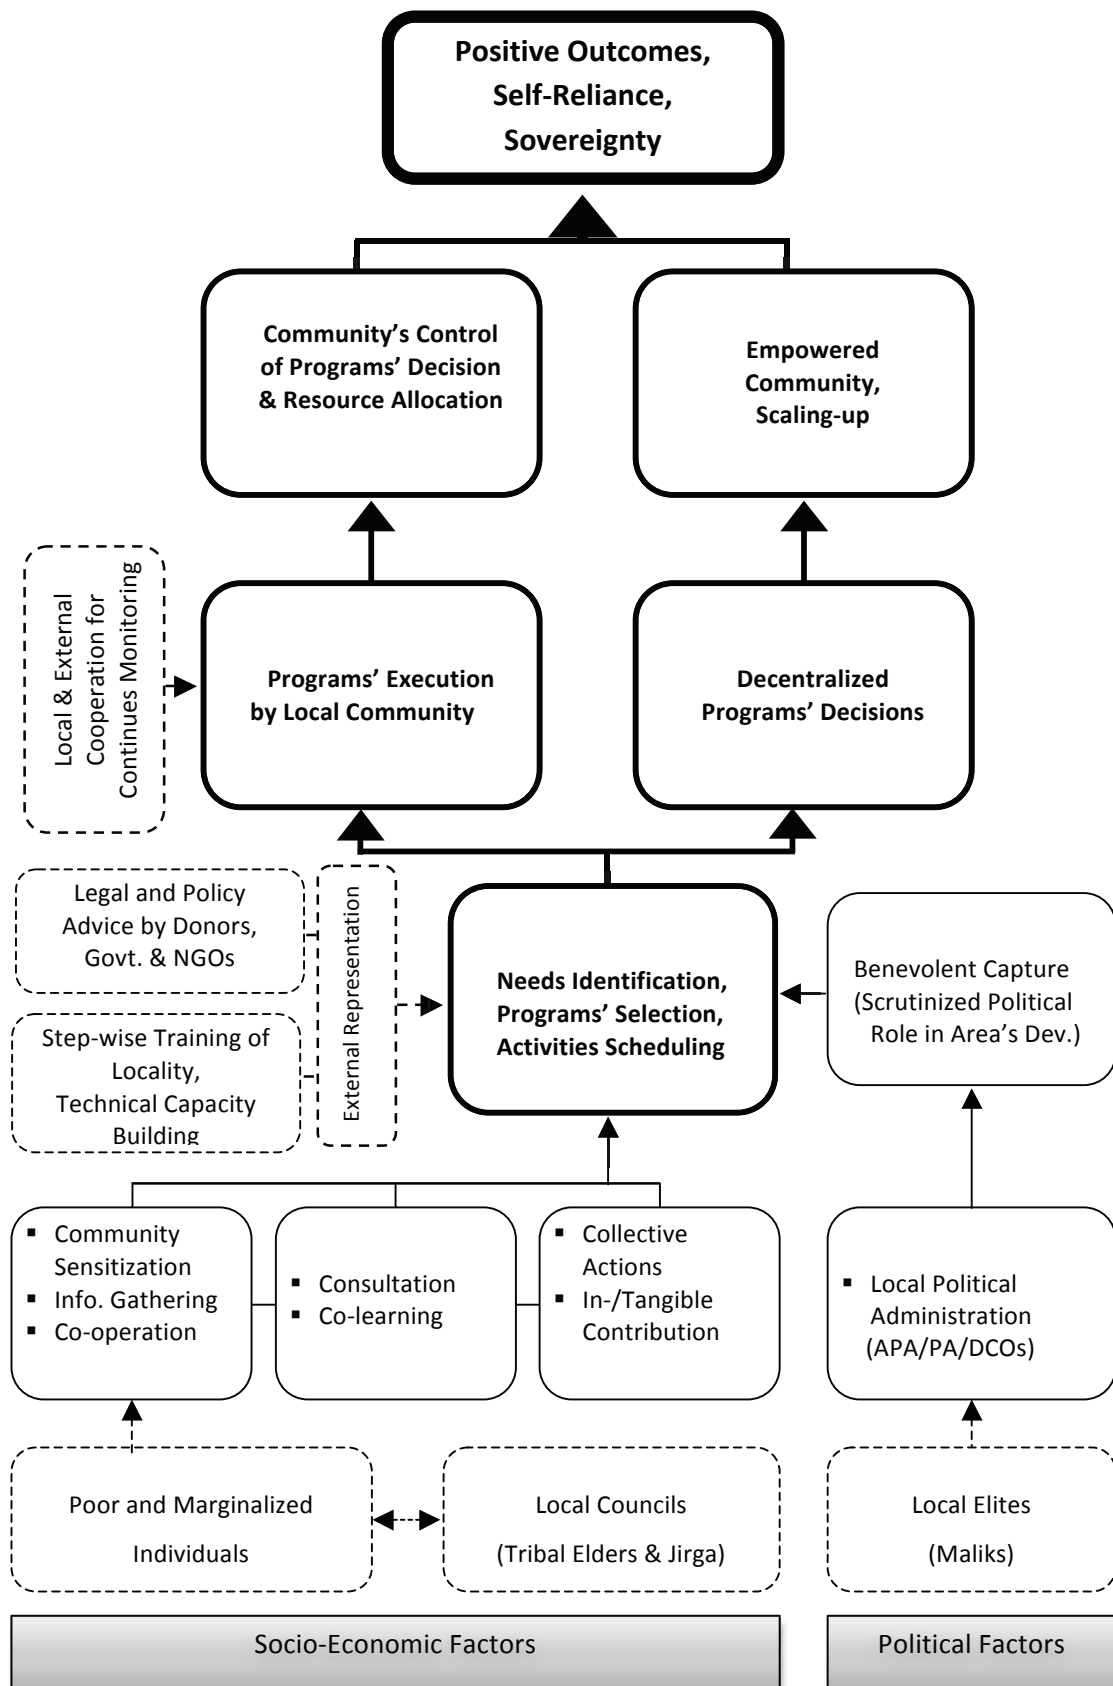 Positive Outcomes,
Self-Reliance,
Sovereignty
Community’s Control
of Programs’ Decision
& Resource Allocation
Empowered
Community,
Scaling-up
Local & External
Cooperation for
Continues Monitoring
Programs’ Execution
by Local Community
Decentralized
Programs’ Decisions
Legal and Policy
Advice by Donors,
Govt. & NGOs
Step-wise Training of
Locality,
Technical Capacity
Building
External Representation
Needs Identification,
Programs’ Selection,
Activities Scheduling
Benevolent Capture
(Scrutinized Political
Role in Area’s Dev.)
▪ Community
Sensitization
▪ Info. Gathering
▪ Co-operation
▪ Consultation
▪ Co-learning
▪ Collective
Actions
▪ In-/Tangible
Contribution
▪ Local Political
Administration
(APA/PA/DCOs)
Poor and Marginalized
Individuals
Local Councils
(Tribal Elders & Jirga)
Local Elites
(Maliks)
Socio-Economic Factors
Political Factors